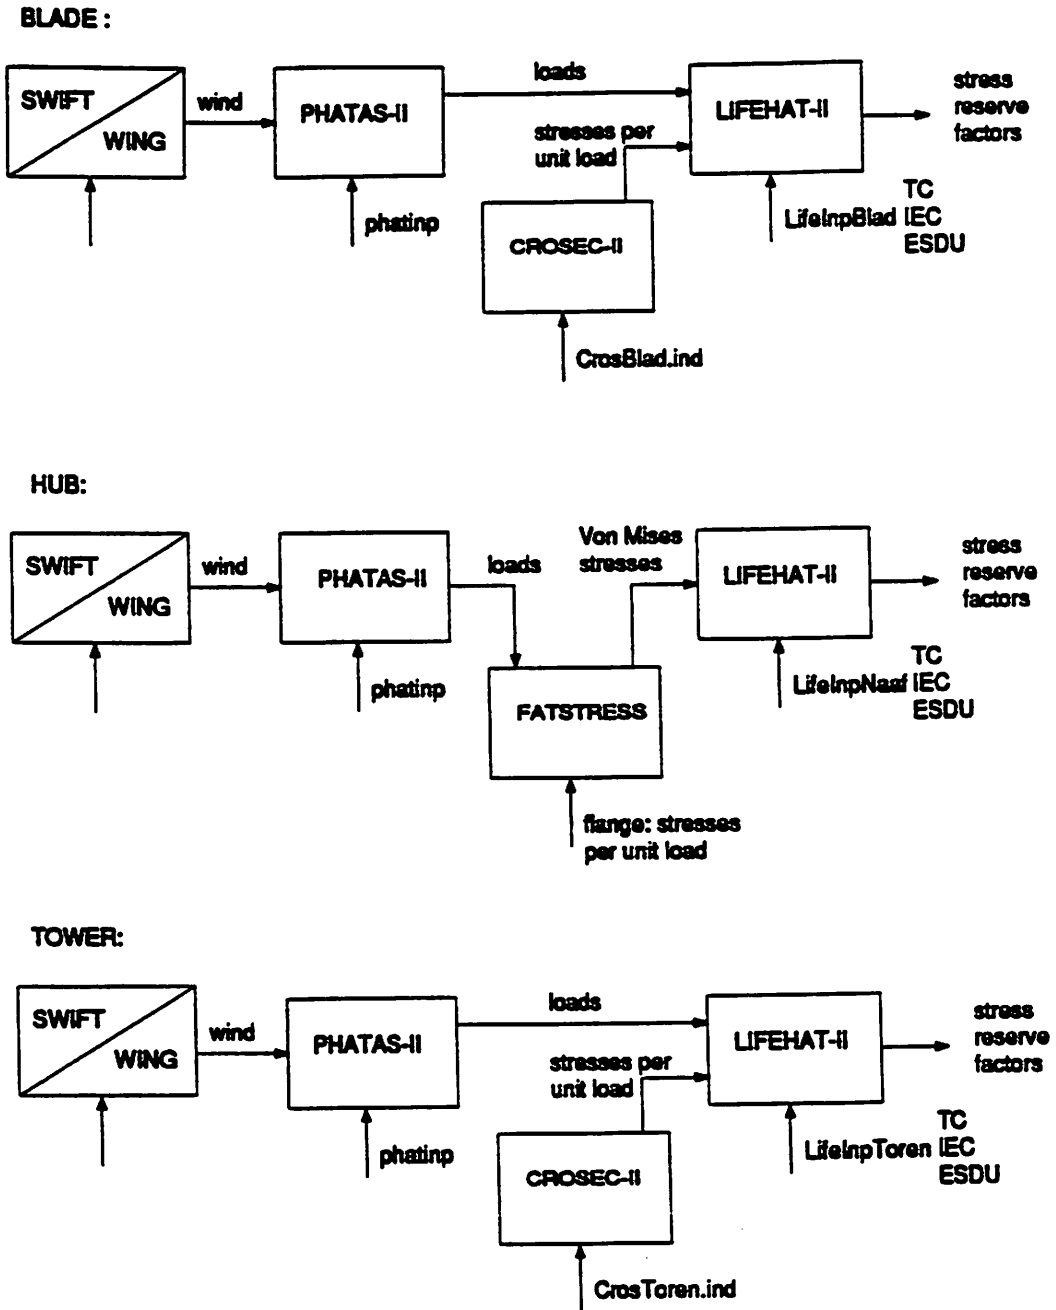 BLADE :
SWIFT
WING
wind
PHATAS-II
phatinp
loads
stresses per
unit load
CROSEC-II
CrosBlad.ind
LIFEHAT-II
LifeInpBlad
TC
IEC
ESDU
stress
reserve
factors
HUB:
SWIFT
WING
wind
PHATAS-II
phatinp
loads
Von Mises
stresses
FATSTRESS
flange: stresses
per unit load
LIFEHAT-II
LifeInpNaaf
TC
IEC
ESDU
stress
reserve
factors
TOWER:
SWIFT
WING
wind
PHATAS-II
phatinp
loads
stresses per
unit load
CROSEC-II
CrosToren.ind
LIFEHAT-II
LifeInpToren
TC
IEC
ESDU
stress
reserve
factors